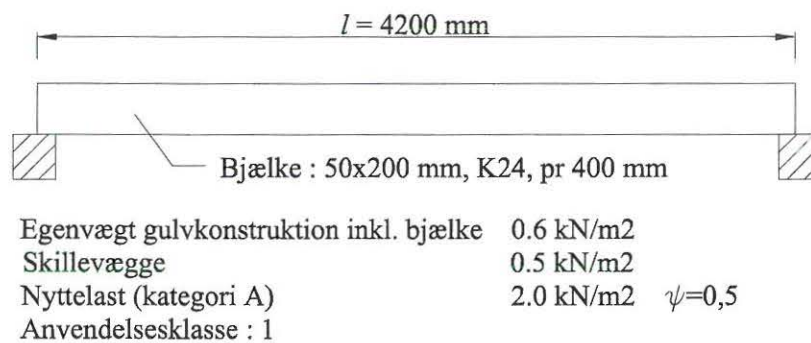 l = 4200 mm
Bjælke : 50x200 mm, K24, pr 400 mm
Egenvægt gulvkonstruktion inkl. bjælke 0.6 kN/m2
Skillevægge 0.5 kN/m2
Nyttelast (kategori A) 2.0 kN/m2 ψ=0,5
Anvendelsesklasse : 1